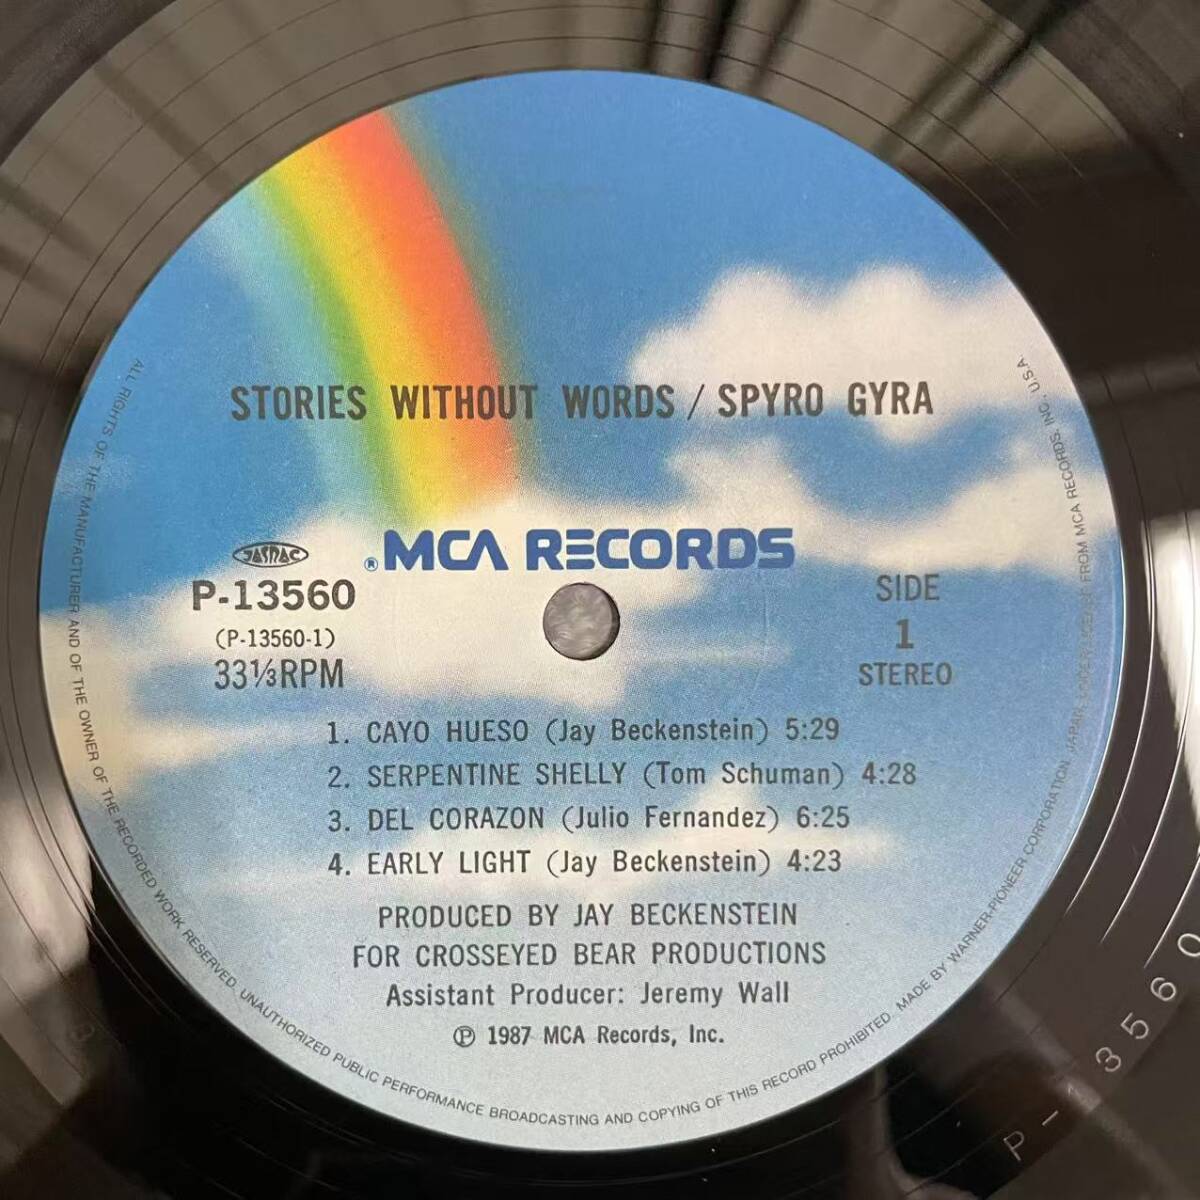 STORIES WITHOUT WORDS / SPYRO GYRA
® MCA RECORDS
JASRAC
P-13560
(P-13560-1)
33⅓RPM
SIDE
1
STEREO
1. CAYO HUESO (Jay Beckenstein) 5:29
2. SERPENTINE SHELLY (Tom Schuman) 4:28
3. DEL CORAZON (Julio Fernandez) 6:25
4. EARLY LIGHT (Jay Beckenstein) 4:23
PRODUCED BY JAY BECKENSTEIN
FOR CROSSEYED BEAR PRODUCTIONS
Assistant Producer: Jeremy Wall
℗ 1987 MCA Records, Inc.
ALL RIGHTS OF THE MANUFACTURER AND OF THE OWNER OF THE RECORDED WORK RESERVED. UNAUTHORIZED PUBLIC PERFORMANCE BROADCASTING AND COPYING OF THIS RECORD PROHIBITED. MADE BY WARNER-PIONEER CORPORATION, JAPAN, UNDER LICENSE FROM MCA RECORDS, INC., U.S.A.
P-13560